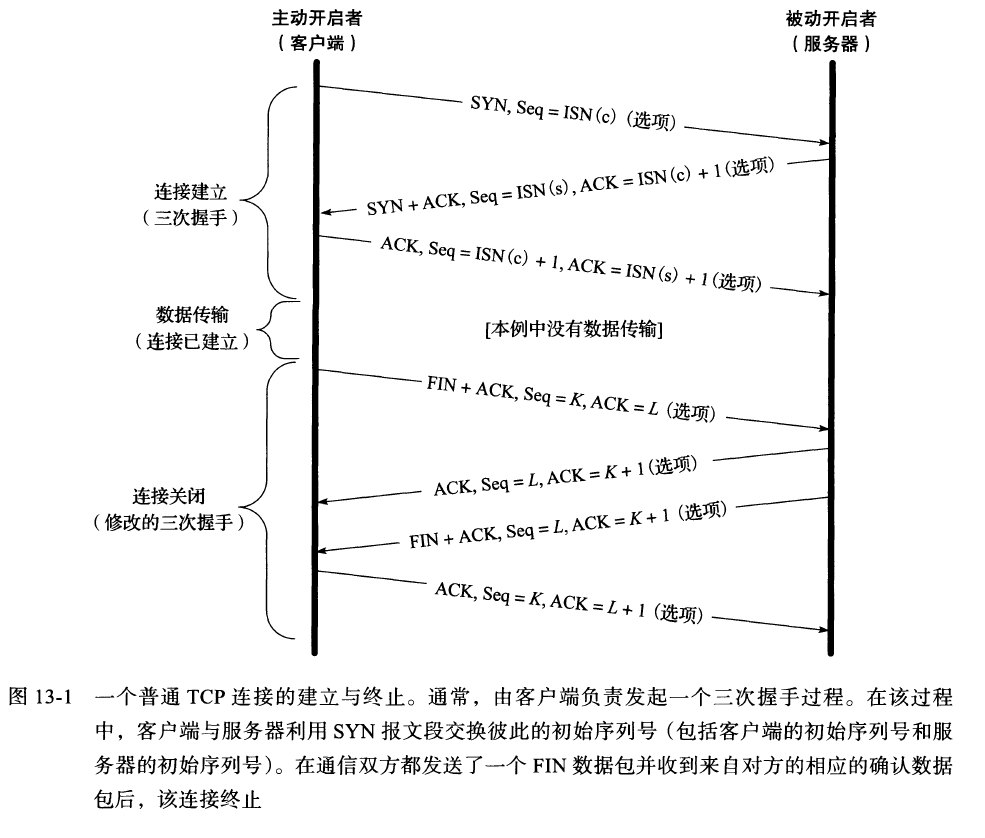 主动开启者
（客户端）
被动开启者
（服务器）
SYN, Seq = ISN(c) (选项)
SYN + ACK, Seq = ISN(s), ACK = ISN(c) + 1(选项)
连接建立
（三次握手）
ACK, Seq = ISN(c) + 1, ACK = ISN(s) + 1(选项)
数据传输
（连接已建立）
[本例中没有数据传输]
FIN + ACK, Seq = K, ACK = L (选项)
ACK, Seq = L, ACK = K + 1(选项)
连接关闭
（修改的三次握手）
FIN + ACK, Seq = L, ACK = K + 1 (选项)
ACK, Seq = K, ACK = L + 1 (选项)
图 13-1 一个普通 TCP 连接的建立与终止。通常，由客户端负责发起一个三次握手过程。在该过程
中，客户端与服务器利用 SYN 报文段交换彼此的初始序列号（包括客户端的初始序列号和服
务器的初始序列号）。在通信双方都发送了一个 FIN 数据包并收到来自对方的相应的确认数据
包后，该连接终止